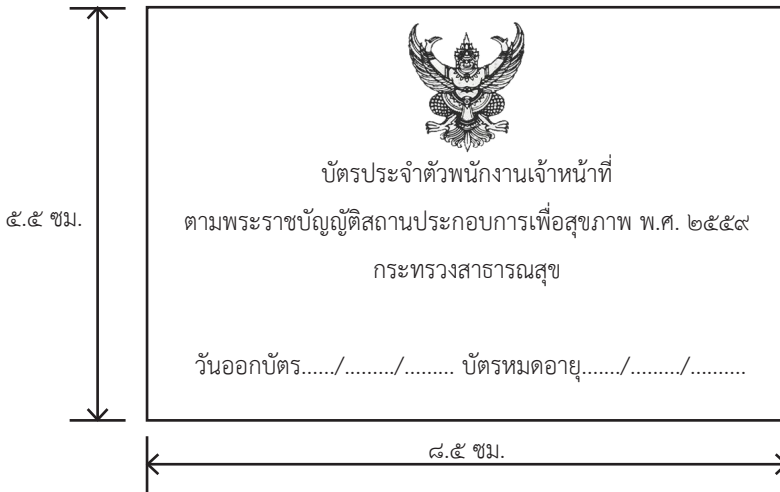 บัตรประจำตัวพนักงานเจ้าหน้าที่
ตามพระราชบัญญัติสถานประกอบการเพื่อสุขภาพ พ.ศ. ๒๕๕๙
๕.๕ ซม.
กระทรวงสาธารณสุข
วันออกบัตร....../........./......... บัตรหมดอายุ......./........./..........
๘.๕ ซม.